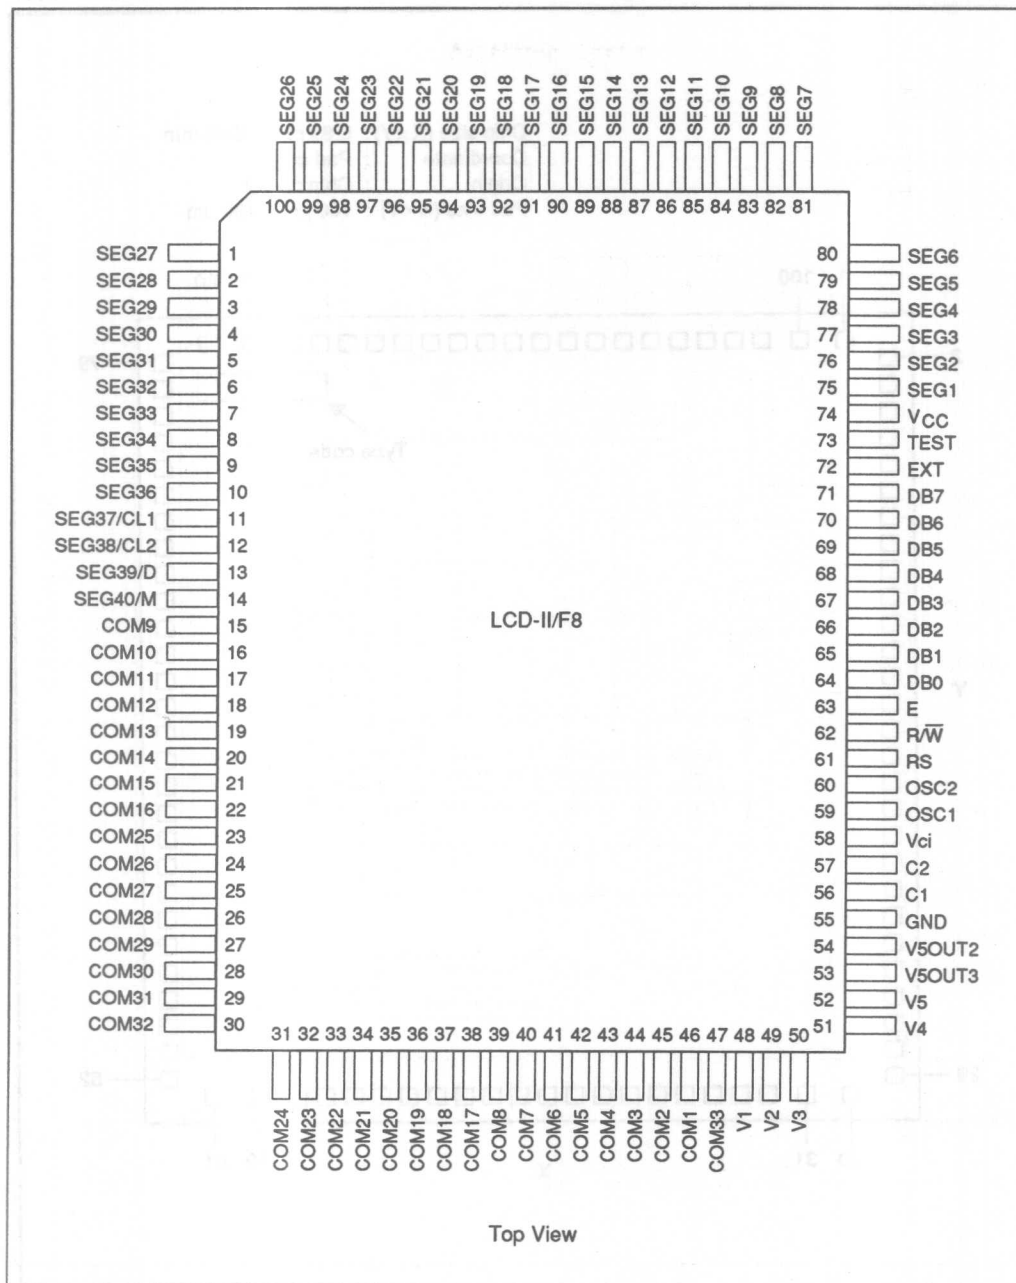 SEG26 SEG25 SEG24 SEG23 SEG22 SEG21 SEG20 SEG19 SEG18 SEG17 SEG16 SEG15 SEG14 SEG13 SEG12 SEG11 SEG10 SEG9 SEG8 SEG7
100 99 98 97 96 95 94 93 92 91 90 89 88 87 86 85 84 83 82 81
SEG27 1 80 SEG6
SEG28 2 79 SEG5
SEG29 3 78 SEG4
SEG30 4 77 SEG3
SEG31 5 76 SEG2
SEG32 6 75 SEG1
SEG33 7 74 VCC
SEG34 8 73 TEST
SEG35 9 72 EXT
SEG36 10 71 DB7
SEG37/CL1 11 70 DB6
SEG38/CL2 12 69 DB5
SEG39/D 13 68 DB4
SEG40/M 14 67 DB3
LCD-II/F8
COM9 15 66 DB2
COM10 16 65 DB1
COM11 17 64 DB0
COM12 18 63 E
COM13 19 62 R/W̅
COM14 20 61 RS
COM15 21 60 OSC2
COM16 22 59 OSC1
COM25 23 58 Vci
COM26 24 57 C2
COM27 25 56 C1
COM28 26 55 GND
COM29 27 54 V5OUT2
COM30 28 53 V5OUT3
COM31 29 52 V5
COM32 30 51 V4
31 32 33 34 35 36 37 38 39 40 41 42 43 44 45 46 47 48 49 50
COM24 COM23 COM22 COM21 COM20 COM19 COM18 COM17 COM8 COM7 COM6 COM5 COM4 COM3 COM2 COM1 COM33 V1 V2 V3
Top View